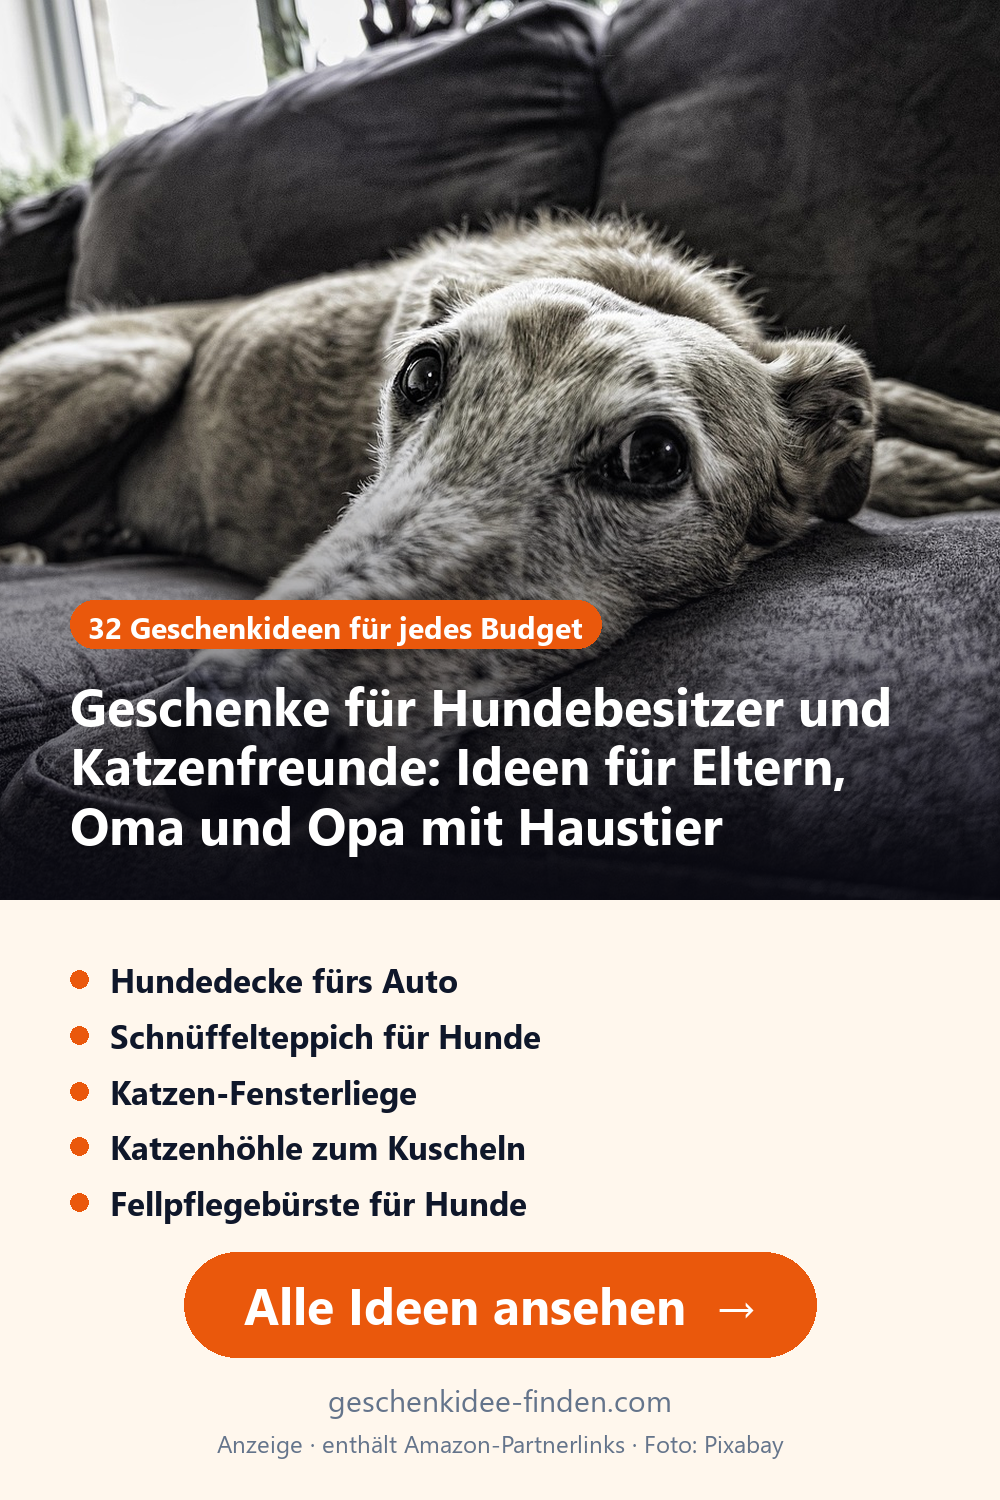 32 Geschenkideen für jedes Budget
Geschenke für Hundebesitzer und
Katzenfreunde: Ideen für Eltern,
Oma und Opa mit Haustier
Hundedecke fürs Auto
Schnüffelteppich für Hunde
Katzen-Fensterliege
Katzenhöhle zum Kuscheln
Fellpflegebürste für Hunde
Alle Ideen ansehen →
geschenkidee-finden.com
Anzeige · enthält Amazon-Partnerlinks · Foto: Pixabay